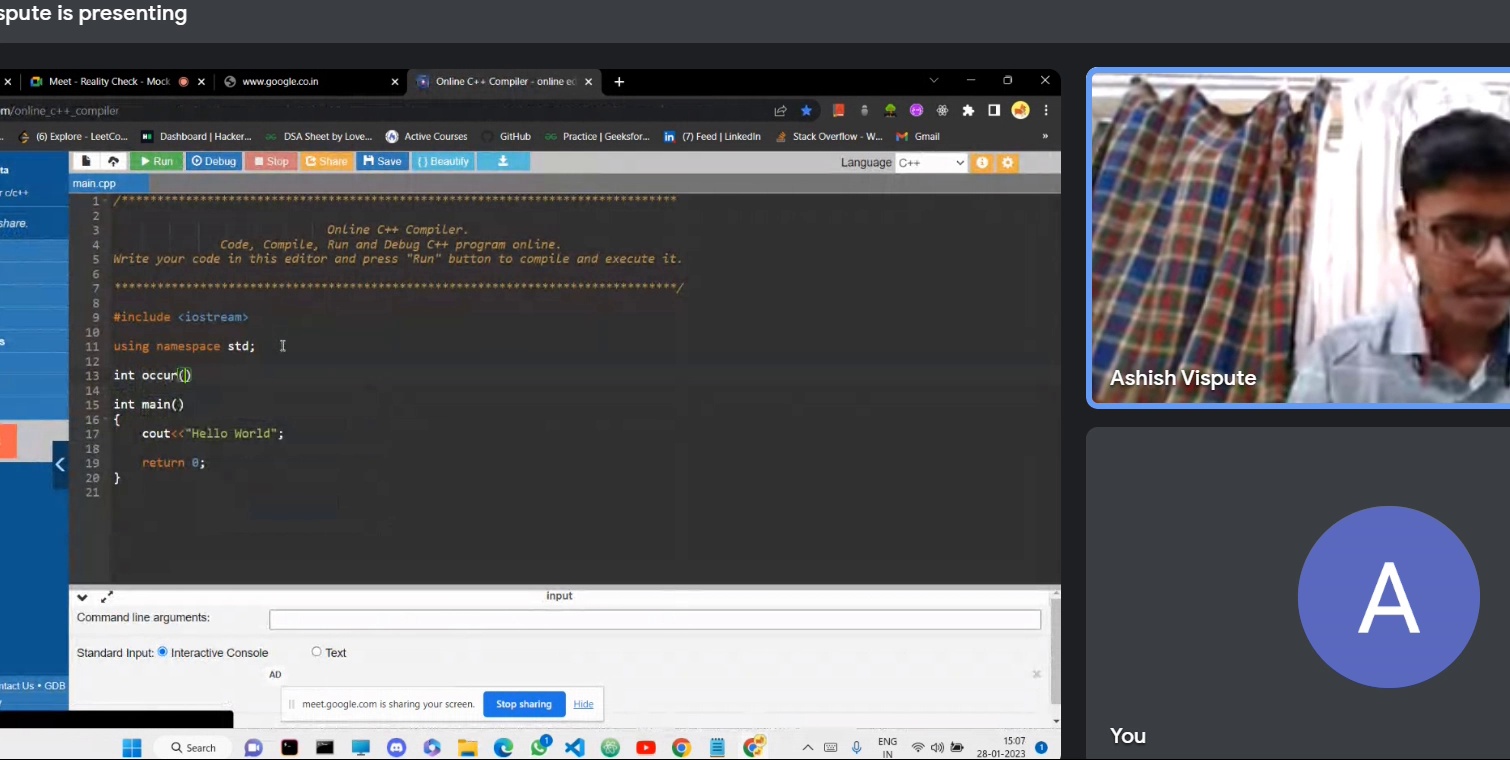 spute is presenting
Meet - Reality Check - Mock
www.google.co.in
Online C++ Compiler - online ed
m/online_c++_compiler
(6) Explore - LeetCo...
Dashboard | Hacker...
DSA Sheet by Love...
Active Courses
GitHub
Practice | Geeksfor...
(7) Feed | LinkedIn
Stack Overflow - W...
Gmail
»
ta
r c/c++
share.
s
ntact Us • GDB
Run
Debug
Stop
Share
Save
{ } Beautify
Language C++
main.cpp
1 /******************************************************************************
2
3 Online C++ Compiler.
4 Code, Compile, Run and Debug C++ program online.
5 Write your code in this editor and press "Run" button to compile and execute it.
6
7 *******************************************************************************/
8
9 #include <iostream>
10
11 using namespace std;
12
13 int occur()
14
15 int main()
16 {
17 cout<<"Hello World";
18
19 return 0;
20 }
21
input
Command line arguments:
Standard Input: Interactive Console Text
AD
meet.google.com is sharing your screen.
Stop sharing
Hide
Search
ENG
IN
15:07
28-01-2023
1
Ashish Vispute
A
You